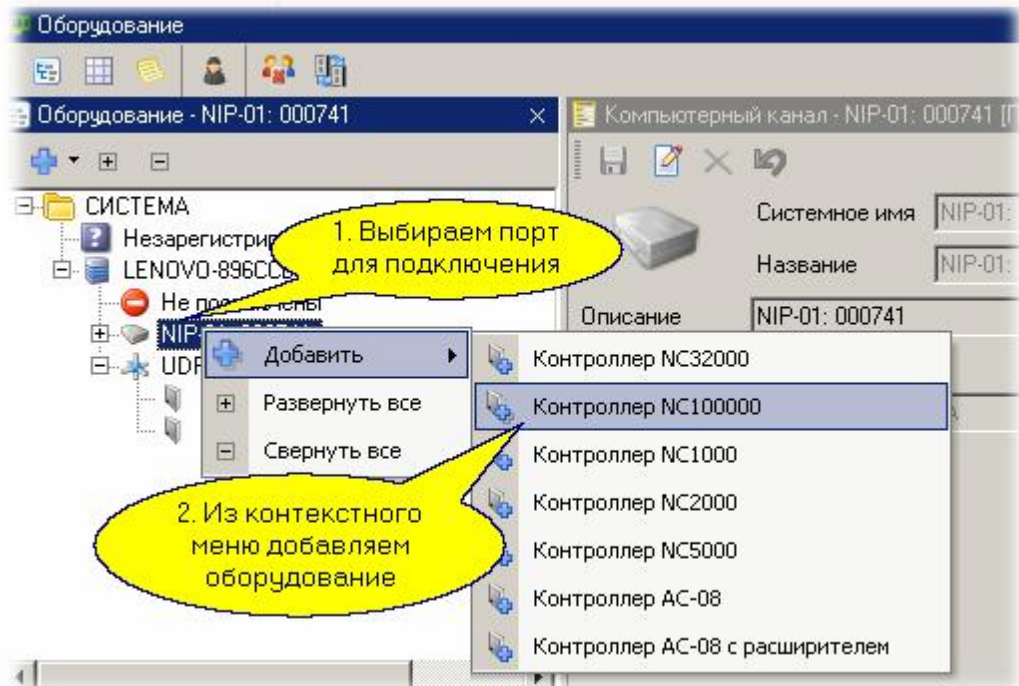 Оборудование
Оборудование - NIP-01: 000741
Компьютерный канал - NIP-01: 000741
СИСТЕМА
LENOVO-896CC
Не
NIP
UDP
1. Выбираем порт
для подключения
Системное имя NIP-01:
Название NIP-01:
Описание NIP-01: 000741
Добавить
Развернуть все
Свернуть все
Контроллер NC32000
Контроллер NC100000
Контроллер NC1000
Контроллер NC2000
Контроллер NC5000
Контроллер AC-08
Контроллер AC-08 с расширителем
2. Из контекстного
меню добавляем
оборудование